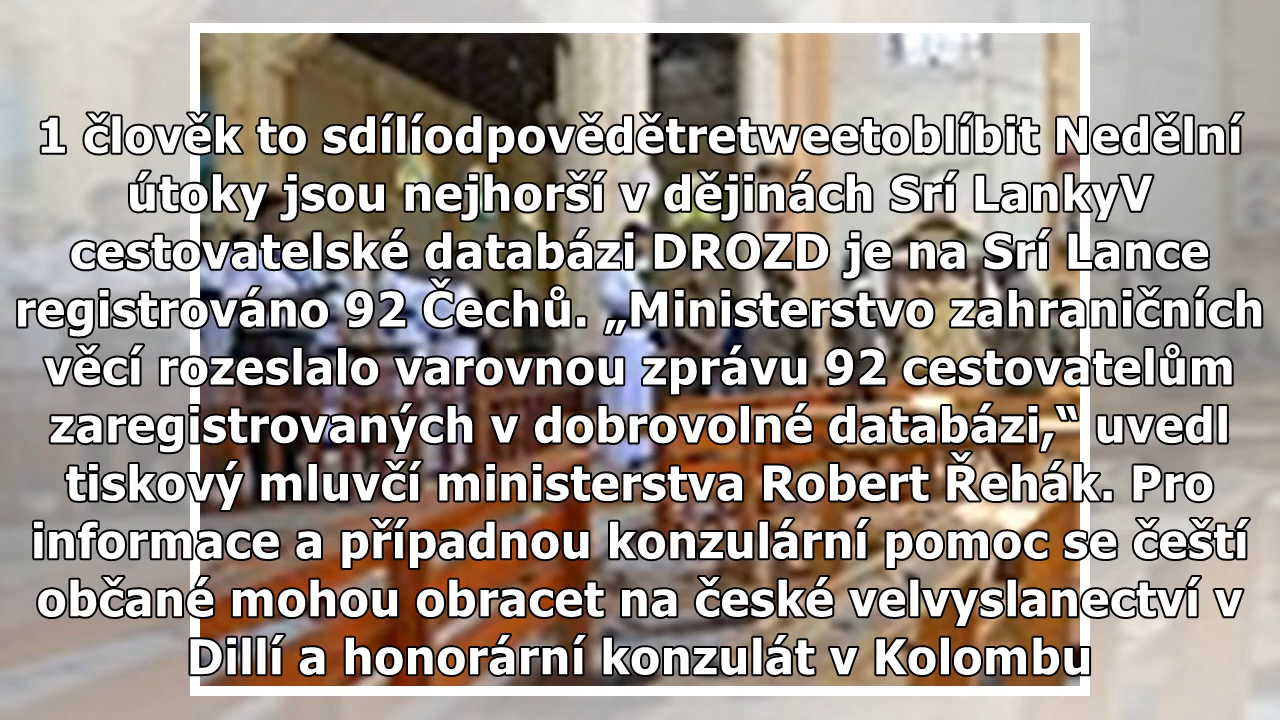 1 člověk to sdílíodpovědětretweetoblíbit Nedělní
útoky jsou nejhorší v dějinách Srí LankyV
cestovatelské databázi DROZD je na Srí Lance
registrováno 92 Čechů. „Ministerstvo zahraničních
věcí rozeslalo varovnou zprávu 92 cestovatelům
zaregistrovaných v dobrovolné databázi,“ uvedl
tiskový mluvčí ministerstva Robert Řehák. Pro
informace a případnou konzulární pomoc se čeští
občané mohou obracet na české velvyslanectví v
Dillí a honorární konzulát v Kolombu